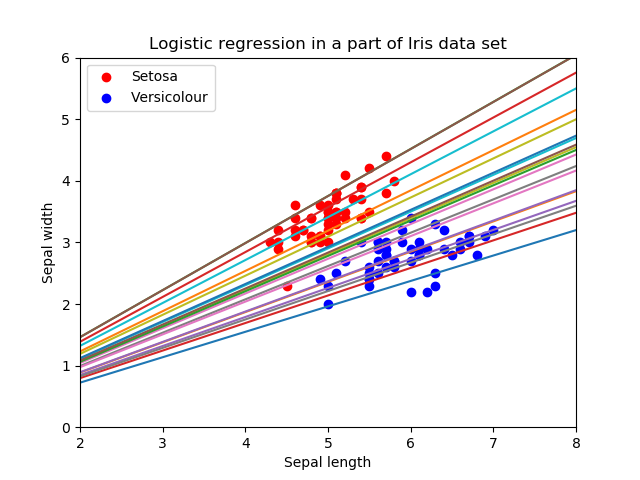 Logistic regression in a part of Iris data set
Setosa
Versicolour
Sepal width
6
5
4
3
2
1
0
2 3 4 5 6 7 8
Sepal length